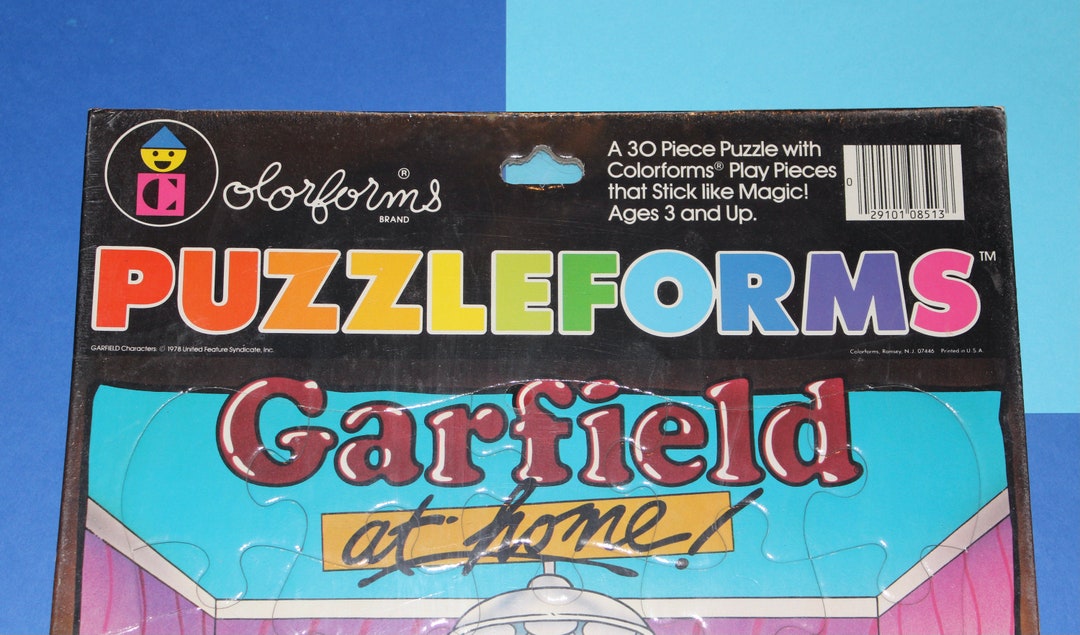 Colorforms®
BRAND
A 30 Piece Puzzle with
Colorforms® Play Pieces
that Stick like Magic!
Ages 3 and Up.
0 29101 08513
PUZZLEFORMS™
GARFIELD Characters: © 1978 United Feature Syndicate, Inc.
Colorforms, Ramsey, N.J. 07446 Printed in U.S.A.
Garfield
at home!